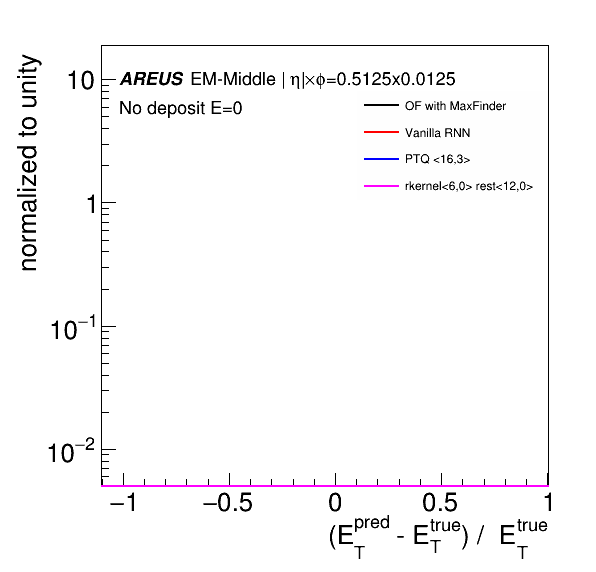 normalized to unity
AREUS EM-Middle | η|×φ=0.5125x0.0125
No deposit E=0
OF with MaxFinder
Vanilla RNN
PTQ <16,3>
rkernel<6,0> rest<12,0>
10
1
10⁻¹
10⁻²
−1 −0.5 0 0.5 1
(E_T^pred - E_T^true) / E_T^true